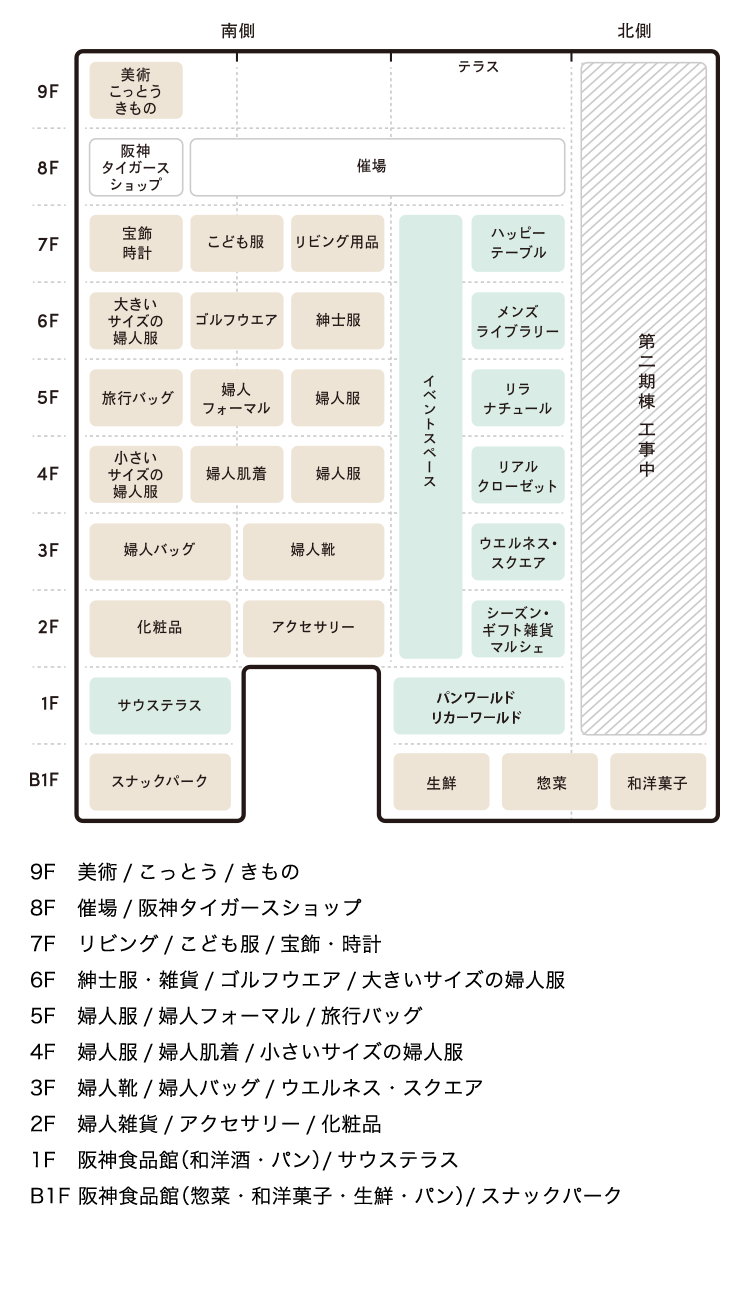 南側
北側
テラス
9F
美術
こっとう
きもの
8F
阪神
タイガース
ショップ
催場
7F
宝飾
時計
こども服
リビング用品
ハッピー
テーブル
6F
大きい
サイズの
婦人服
ゴルフウエア
紳士服
メンズ
ライブラリー
イベントスペース
第二期棟 工事中
5F
旅行バッグ
婦人
フォーマル
婦人服
リラ
ナチュール
4F
小さい
サイズの
婦人服
婦人肌着
婦人服
リアル
クローゼット
3F
婦人バッグ
婦人靴
ウエルネス・
スクエア
2F
化粧品
アクセサリー
シーズン・
ギフト雑貨
マルシェ
1F
サウステラス
パンワールド
リカーワールド
B1F
スナックパーク
生鮮
惣菜
和洋菓子
9F 美術 / こっとう / きもの
8F 催場 / 阪神タイガースショップ
7F リビング / こども服 / 宝飾・時計
6F 紳士服・雑貨 / ゴルフウエア / 大きいサイズの婦人服
5F 婦人服 / 婦人フォーマル / 旅行バッグ
4F 婦人服 / 婦人肌着 / 小さいサイズの婦人服
3F 婦人靴 / 婦人バッグ / ウエルネス・スクエア
2F 婦人雑貨 / アクセサリー / 化粧品
1F 阪神食品館(和洋酒・パン) / サウステラス
B1F 阪神食品館(惣菜・和洋菓子・生鮮・パン) / スナックパーク